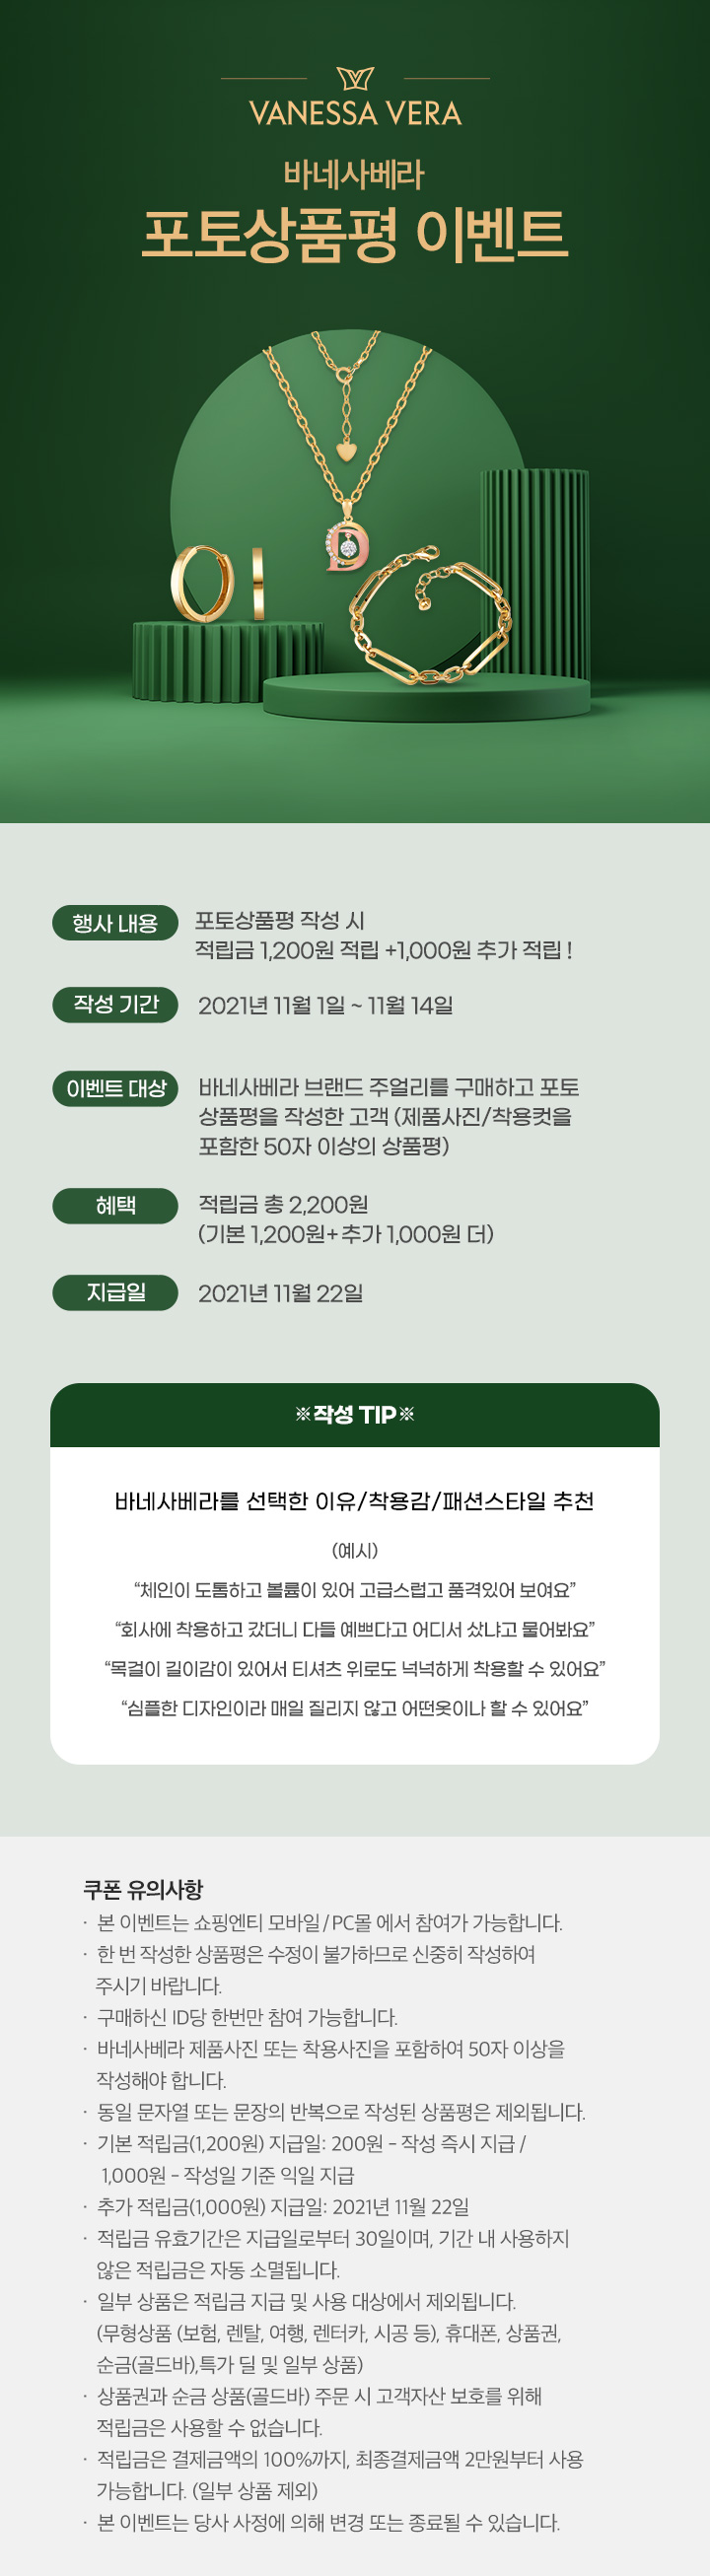 VANESSA VERA
바네사베라
포토상품평 이벤트
행사 내용
포토상품평 작성 시
적립금 1,200원 적립 +1,000원 추가 적립 !
작성 기간
2021년 11월 1일 ~ 11월 14일
이벤트 대상
바네사베라 브랜드 주얼리를 구매하고 포토
상품평을 작성한 고객 (제품사진/착용컷을
포함한 50자 이상의 상품평)
혜택
적립금 총 2,200원
(기본 1,200원+추가 1,000원 더)
지급일
2021년 11월 22일
※작성 TIP※
바네사베라를 선택한 이유/착용감/패션스타일 추천
(예시)
“체인이 도톰하고 볼륨이 있어 고급스럽고 품격있어 보여요”
“회사에 착용하고 갔더니 다들 예쁘다고 어디서 샀냐고 물어봐요”
“목걸이 길이감이 있어서 티셔츠 위로도 넉넉하게 착용할 수 있어요”
“심플한 디자인이라 매일 질리지 않고 어떤옷이나 할 수 있어요”
쿠폰 유의사항
· 본 이벤트는 쇼핑엔티 모바일/PC몰 에서 참여가 가능합니다.
· 한 번 작성한 상품평은 수정이 불가하므로 신중히 작성하여
주시기 바랍니다.
· 구매하신 ID당 한번만 참여 가능합니다.
· 바네사베라 제품사진 또는 착용사진을 포함하여 50자 이상을
작성해야 합니다.
· 동일 문자열 또는 문장의 반복으로 작성된 상품평은 제외됩니다.
· 기본 적립금(1,200원) 지급일: 200원 - 작성 즉시 지급 /
1,000원 - 작성일 기준 익일 지급
· 추가 적립금(1,000원) 지급일: 2021년 11월 22일
· 적립금 유효기간은 지급일로부터 30일이며, 기간 내 사용하지
않은 적립금은 자동 소멸됩니다.
· 일부 상품은 적립금 지급 및 사용 대상에서 제외됩니다.
(무형상품 (보험, 렌탈, 여행, 렌터카, 시공 등), 휴대폰, 상품권,
순금(골드바),특가 딜 및 일부 상품)
· 상품권과 순금 상품(골드바) 주문 시 고객자산 보호를 위해
적립금은 사용할 수 없습니다.
· 적립금은 결제금액의 100%까지, 최종결제금액 2만원부터 사용
가능합니다. (일부 상품 제외)
· 본 이벤트는 당사 사정에 의해 변경 또는 종료될 수 있습니다.